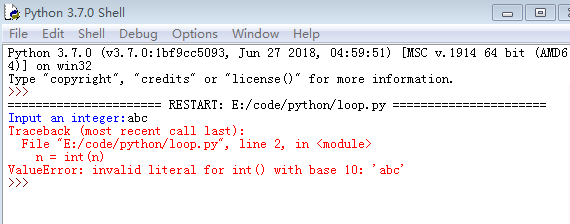 Python 3.7.0 Shell
File Edit Shell Debug Options Window Help
Python 3.7.0 (v3.7.0:1bf9cc5093, Jun 27 2018, 04:59:51) [MSC v.1914 64 bit (AMD6
4)] on win32
Type "copyright", "credits" or "license()" for more information.
>>>
====================== RESTART: E:/code/python/loop.py ======================
Input an integer:abc
Traceback (most recent call last):
  File "E:/code/python/loop.py", line 2, in <module>
    n = int(n)
ValueError: invalid literal for int() with base 10: 'abc'
>>>